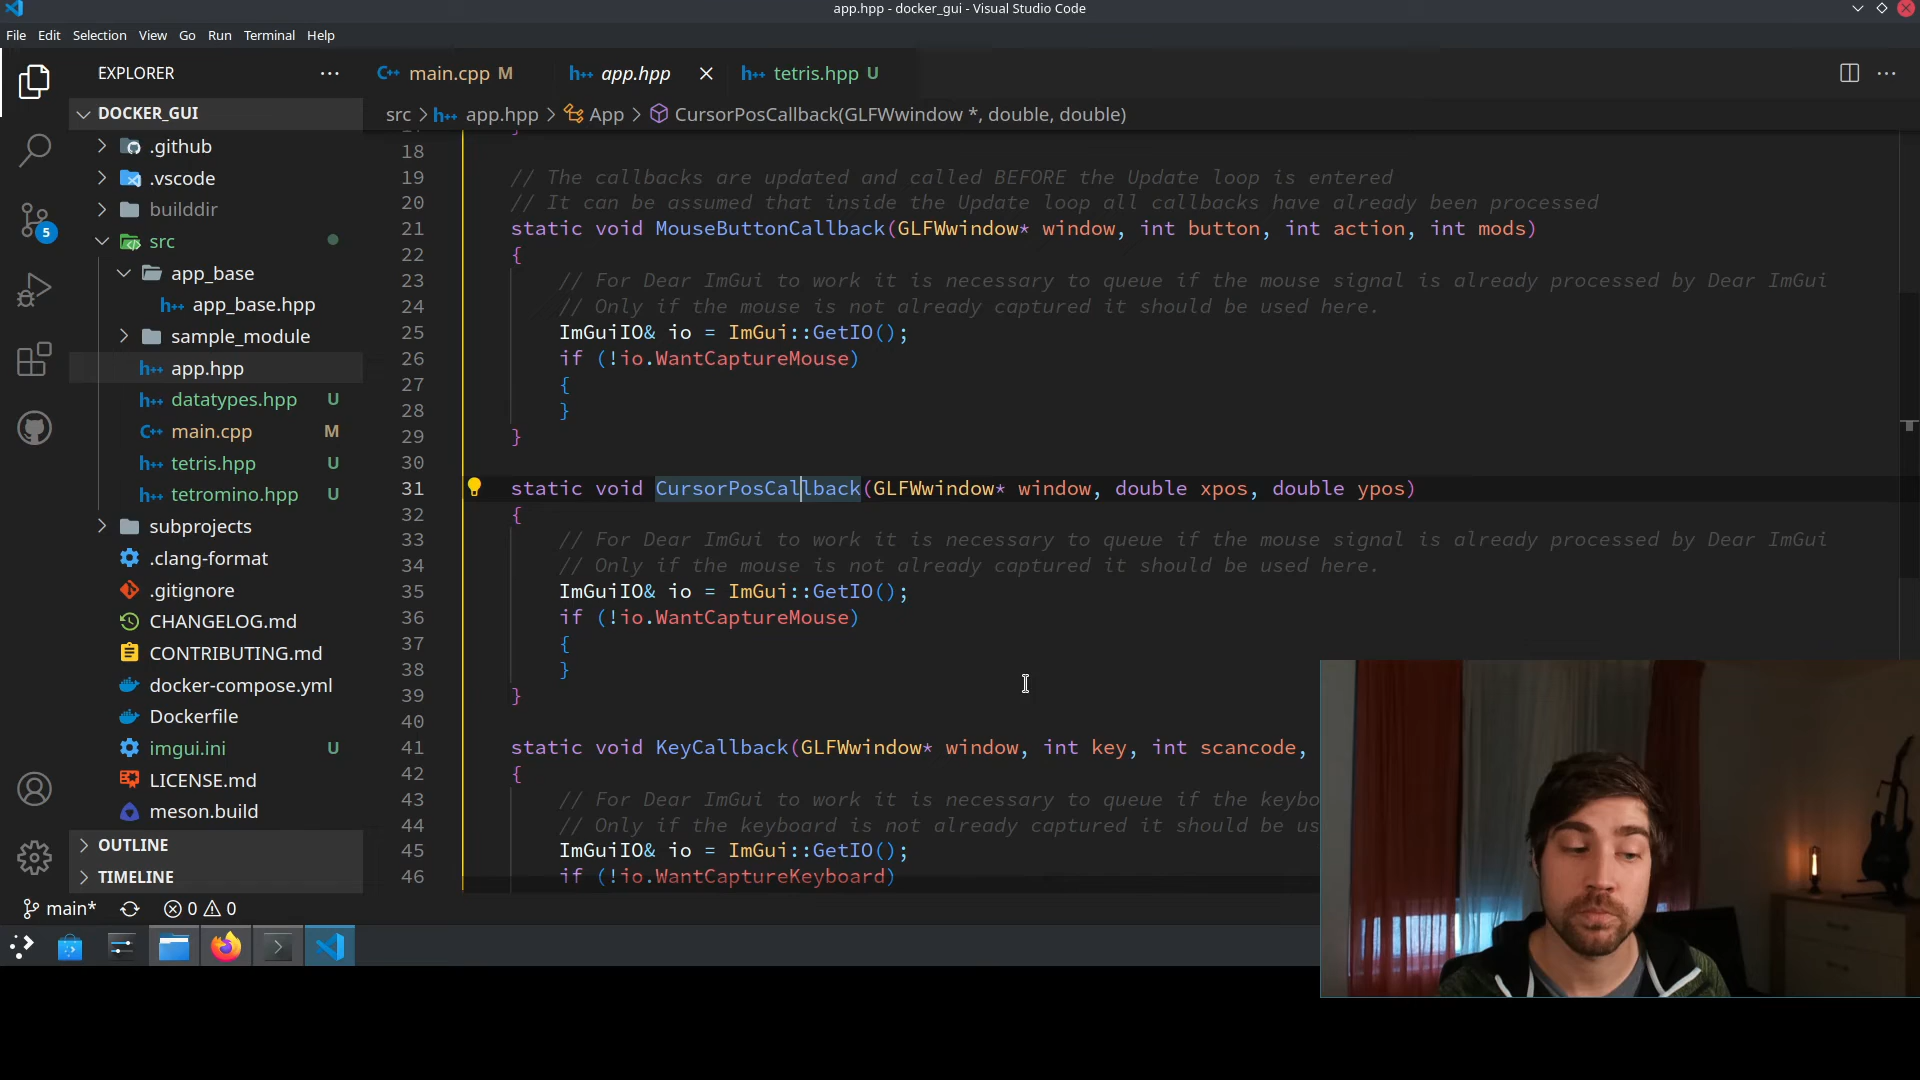 app.hpp - docker_gui - Visual Studio Code
File Edit Selection View Go Run Terminal Help
EXPLORER
main.cpp M
app.hpp
tetris.hpp U
DOCKER_GUI
src > app.hpp > App > CursorPosCallback(GLFWwindow *, double, double)
.github
.vscode
builddir
src
app_base
app_base.hpp
sample_module
app.hpp
datatypes.hpp U
main.cpp M
tetris.hpp U
tetromino.hpp U
subprojects
.clang-format
.gitignore
CHANGELOG.md
CONTRIBUTING.md
docker-compose.yml
Dockerfile
imgui.ini U
LICENSE.md
meson.build
OUTLINE
TIMELINE
5
18
19 // The callbacks are updated and called BEFORE the Update loop is entered
20 // It can be assumed that inside the Update loop all callbacks have already been processed
21 static void MouseButtonCallback(GLFWwindow* window, int button, int action, int mods)
22 {
23 // For Dear ImGui to work it is necessary to queue if the mouse signal is already processed by Dear ImGui
24 // Only if the mouse is not already captured it should be used here.
25 ImGuiIO& io = ImGui::GetIO();
26 if (!io.WantCaptureMouse)
27 {
28 }
29 }
30
31 static void CursorPosCallback(GLFWwindow* window, double xpos, double ypos)
32 {
33 // For Dear ImGui to work it is necessary to queue if the mouse signal is already processed by Dear ImGui
34 // Only if the mouse is not already captured it should be used here.
35 ImGuiIO& io = ImGui::GetIO();
36 if (!io.WantCaptureMouse)
37 {
38 }
39 }
40
41 static void KeyCallback(GLFWwindow* window, int key, int scancode,
42 {
43 // For Dear ImGui to work it is necessary to queue if the keybo
44 // Only if the keyboard is not already captured it should be us
45 ImGuiIO& io = ImGui::GetIO();
46 if (!io.WantCaptureKeyboard)
main* 0 0